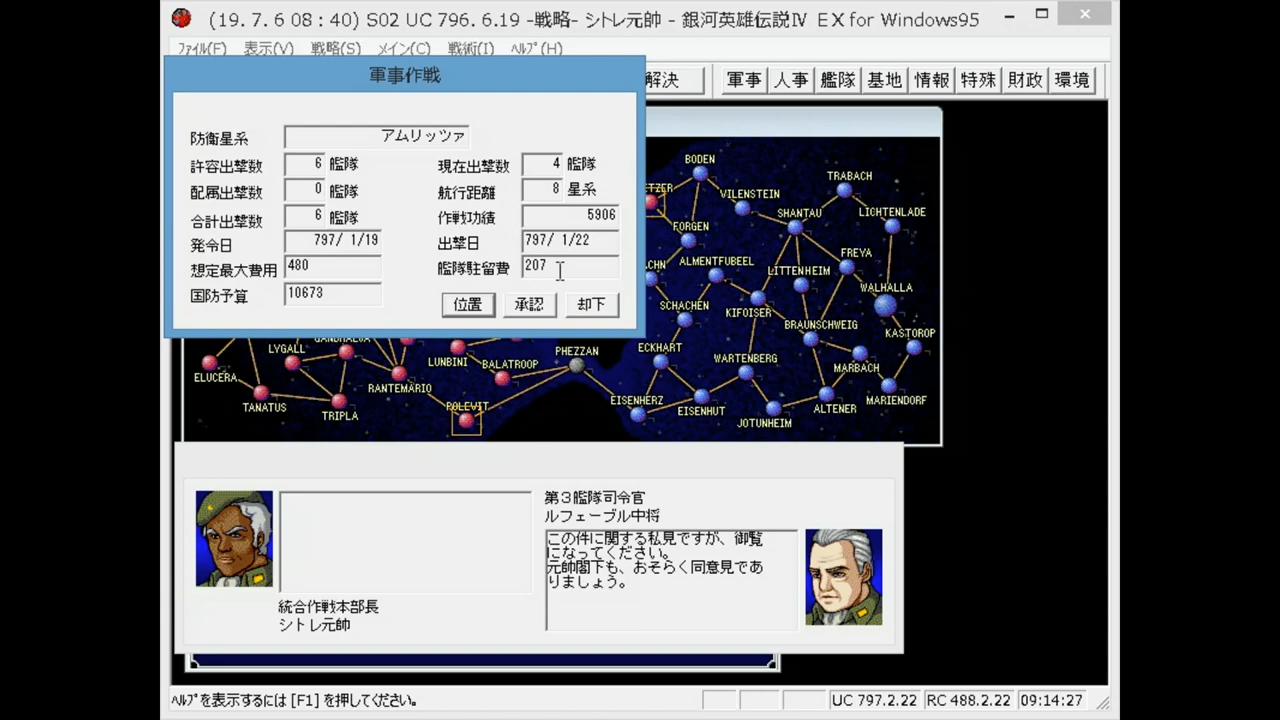 (19. 7. 6 08：40) S02 UC 796. 6.19 -戦略- シトレ元帥 - 銀河英雄伝説Ⅳ EX for Windows95
ﾌｧｲﾙ(F) 表示(V) 戦略(S) ﾒｲﾝ(C) 戦術(I) ﾍﾙﾌﾟ(H)
解決 軍事 人事 艦隊 基地 情報 特殊 財政 環境
軍事作戦
防衛星系 アムリッツァ
許容出撃数 6 艦隊 現在出撃数 4 艦隊
配属出撃数 0 艦隊 航行距離 8 星系
合計出撃数 6 艦隊 作戦功績 5906
発令日 797/ 1/19 出撃日 797/ 1/22
想定最大費用 480 艦隊駐留費 207
国防予算 10673
位置 承認 却下
BODEN
TRABACH
VILENSTEIN
SHANTAU
LICHTENLADE
FORGEN
FREYA
ALMENTFUBEEL
LITTENHEIM
WALHALLA
SCHACHEN
KIFOISER
BRAUNSCHWEIG
KASTOROP
LYGALL
LUNBINI
BALATROOP
PHEZZAN
ECKHART
WARTENBERG
MARBACH
ELUCERA
RANTEMARIO
TANATUS
TRIPLA
POLEVIT
EISENHERZ
EISENHUT
JOTUNHEIM
ALTENER
MARIENDORF
第３艦隊司令官
ルフェーブル中将
この件に関する私見ですが、御覧
になってください。
元帥閣下も、おそらく同意見であ
りましょう。
統合作戦本部長
シトレ元帥
ﾍﾙﾌﾟを表示するには [F1] を押してください。 UC 797.2.22 RC 488.2.22 09:14:27